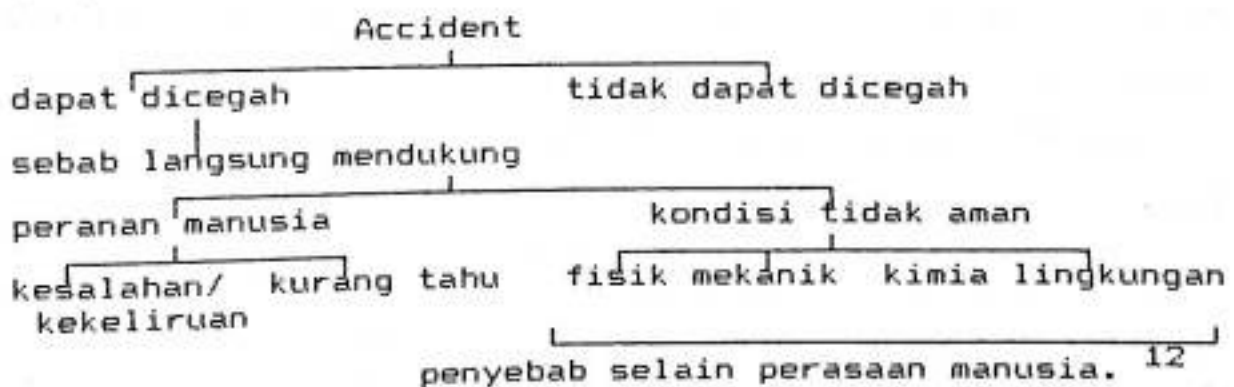 Accident
dapat dicegah tidak dapat dicegah
sebab langsung mendukung
peranan manusia kondisi tidak aman
kesalahan/ kurang tahu fisik mekanik kimia lingkungan
kekeliruan
penyebab selain perasaan manusia. 12